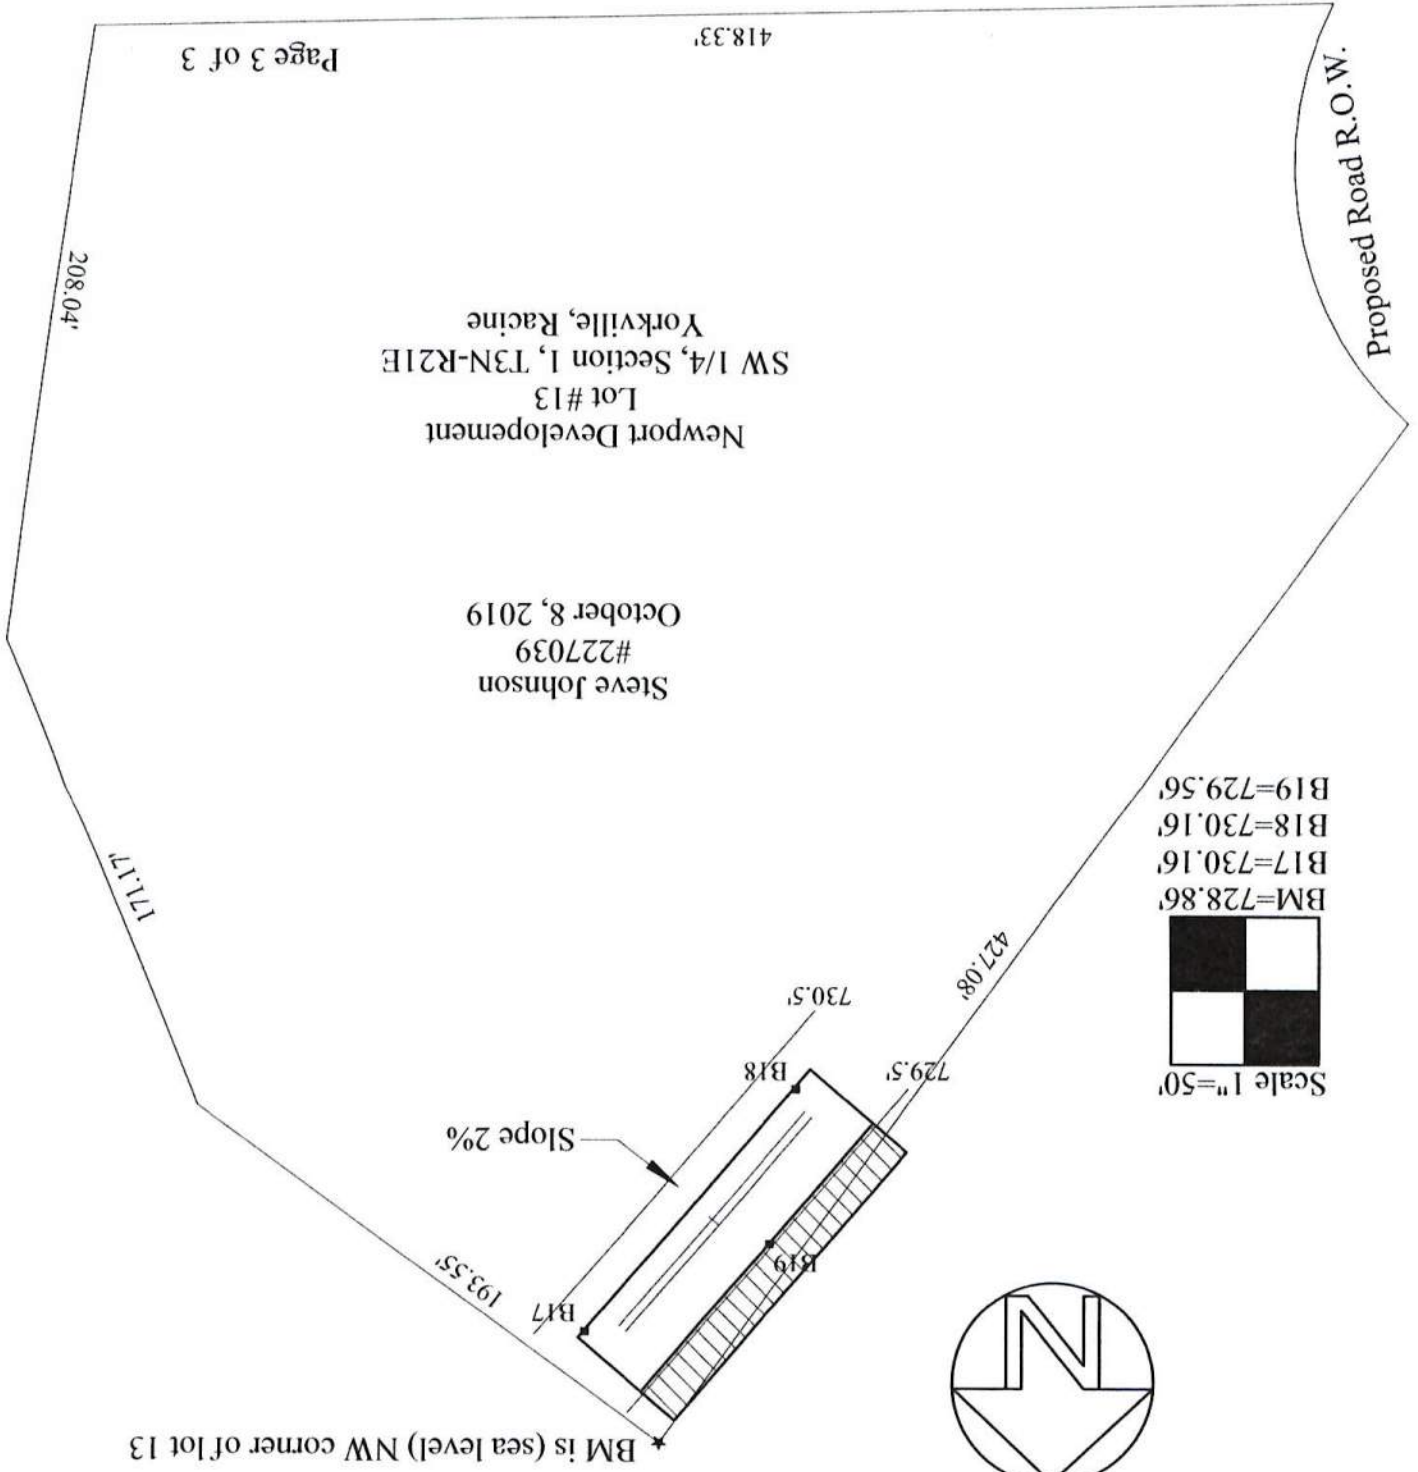 BM is (sea level) NW corner of lot 13
N
B17
193.55'
B19
Slope 2%
B18
729.5'
730.5'
Scale 1"=50'
BM=728.86'
B17=730.16'
B18=730.16'
B19=729.56'
427.08'
171.17'
Steve Johnson
#227039
October 8, 2019
Newport Developement
Lot #13
SW 1/4, Section 1, T3N-R21E
Yorkville, Racine
208.04'
Proposed Road R.O.W.
418.33'
Page 3 of 3